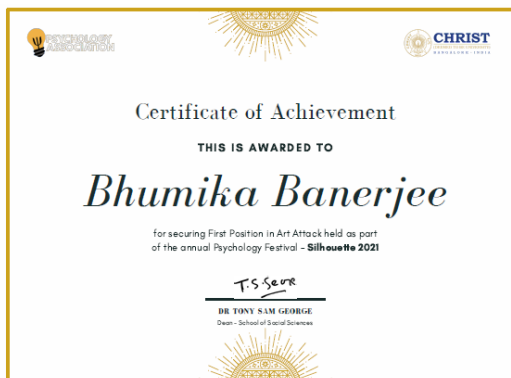 PSYCHOLOGY
ASSOCIATION
CHRIST
BANGALORE · INDIA
Certificate of Achievement
THIS IS AWARDED TO
Bhumika Banerjee
for securing First Position in Art Attack held as part
of the annual Psychology Festival – Silhouette 2021
DR TONY SAM GEORGE
Dean – School of Social Sciences